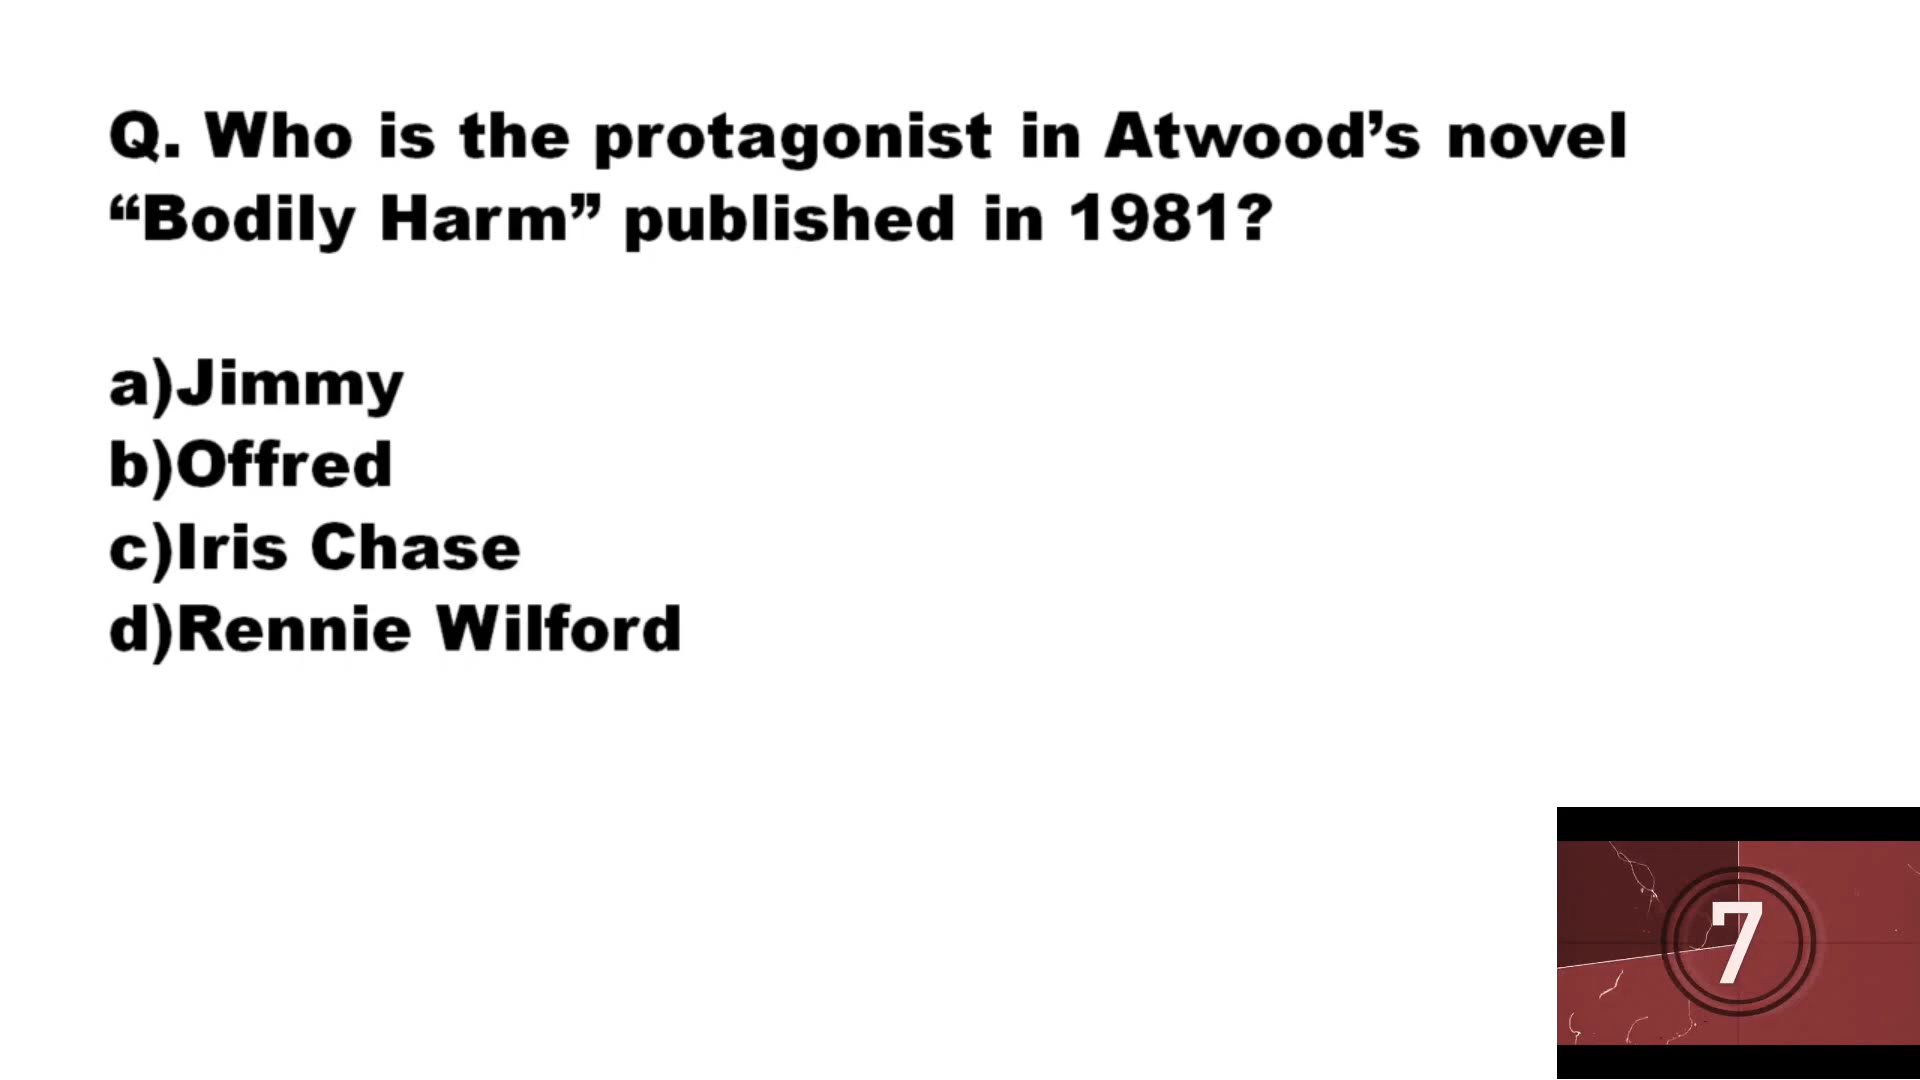 Q. Who is the protagonist in Atwood’s novel
“Bodily Harm” published in 1981?
a)Jimmy
b)Offred
c)Iris Chase
d)Rennie Wilford
7